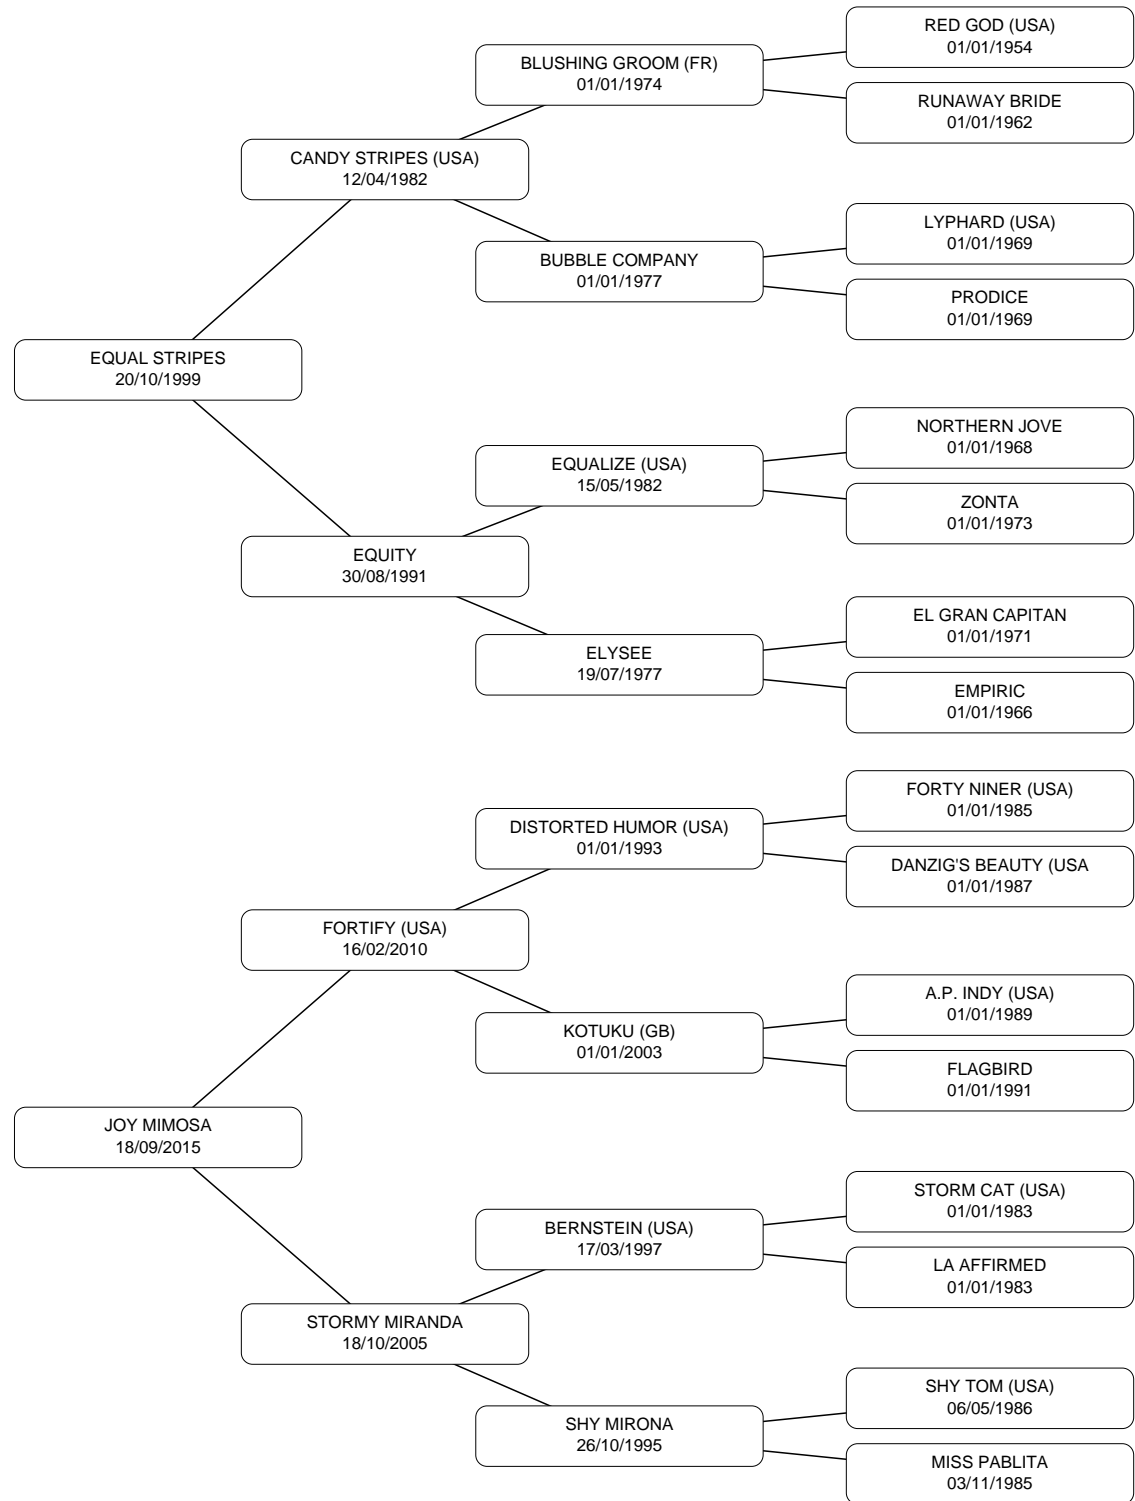 RED GOD (USA)
01/01/1954
BLUSHING GROOM (FR)
01/01/1974
RUNAWAY BRIDE
01/01/1962
CANDY STRIPES (USA)
12/04/1982
LYPHARD (USA)
01/01/1969
BUBBLE COMPANY
01/01/1977
PRODICE
01/01/1969
EQUAL STRIPES
20/10/1999
NORTHERN JOVE
01/01/1968
EQUALIZE (USA)
15/05/1982
ZONTA
01/01/1973
EQUITY
30/08/1991
EL GRAN CAPITAN
01/01/1971
ELYSEE
19/07/1977
EMPIRIC
01/01/1966
FORTY NINER (USA)
01/01/1985
DISTORTED HUMOR (USA)
01/01/1993
DANZIG'S BEAUTY (USA
01/01/1987
FORTIFY (USA)
16/02/2010
A.P. INDY (USA)
01/01/1989
KOTUKU (GB)
01/01/2003
FLAGBIRD
01/01/1991
JOY MIMOSA
18/09/2015
STORM CAT (USA)
01/01/1983
BERNSTEIN (USA)
17/03/1997
LA AFFIRMED
01/01/1983
STORMY MIRANDA
18/10/2005
SHY TOM (USA)
06/05/1986
SHY MIRONA
26/10/1995
MISS PABLITA
03/11/1985